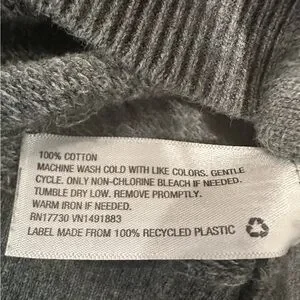 100% COTTON
MACHINE WASH COLD WITH LIKE COLORS. GENTLE
CYCLE. ONLY NON-CHLORINE BLEACH IF NEEDED.
TUMBLE DRY LOW. REMOVE PROMPTLY.
WARM IRON IF NEEDED.
RN17730 VN1491883
LABEL MADE FROM 100% RECYCLED PLASTIC